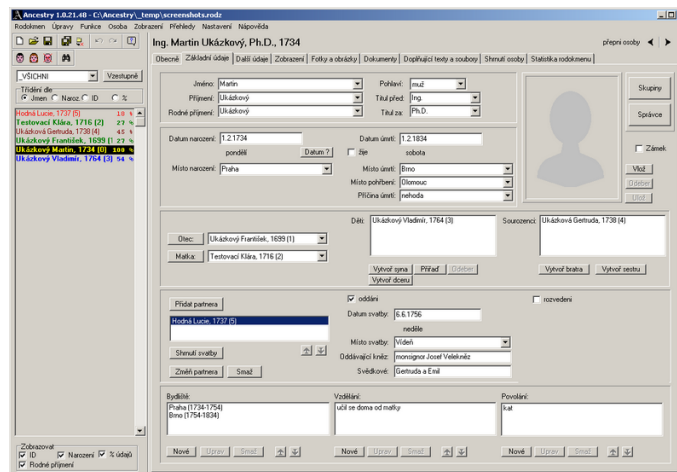 Ancestry 1.0.21.48 - C:\Ancestry\_temp\screenshots.rodz
Rodokmen Úpravy Funkce Osoba Zobrazení Přehledy Nastavení Nápověda
Ing. Martin Ukázkový, Ph.D., 1734
přepni osoby
Obecné Základní údaje Další údaje Zobrazení Fotky a obrázky Dokumenty Doplňující texty a soubory Shrnutí osoby Statistika rodokmenu
_VŠICHNI Vzestupně
Třídění dle
Jmen Naroz. ID %
Hodná Lucie, 1737 (5) 18 %
Testovací Klára, 1716 (2) 27 %
Ukázková Gertruda, 1738 (4) 45 %
Ukázkový František, 1699 (1 27 %
Ukázkový Martin, 1734 (0) 100 %
Ukázkový Vladimír, 1764 (3) 54 %
Zobrazovat
ID Narození % údajů
Rodné příjmení
Jméno: Martin Pohlaví: muž
Příjmení: Ukázkový Titul před: Ing.
Rodné příjmení: Ukázkový Titul za: Ph.D.
Skupiny
Správce
Zámek
Vlož
Odeber
Ulož
Datum narození: 1.2.1734 Datum úmrtí: 1.2.1834
pondělí Datum ? žije sobota
Místo narození: Praha Místo úmrtí: Brno
Místo pohřbení: Olomouc
Příčina úmrtí: nehoda
Otec: Ukázkový František, 1699 (1)
Matka: Testovací Klára, 1716 (2)
Děti: Ukázkový Vladimír, 1764 (3)
Vytvoř syna Přiřaď Odeber
Vytvoř dceru
Sourozenci: Ukázková Gertruda, 1738 (4)
Vytvoř bratra Vytvoř sestru
Přidat partnera
Hodná Lucie, 1737 (5)
Shrnutí svatby
Změň partnera Smaž
oddáni rozvedeni
Datum svatby: 6.6.1756
neděle
Místo svatby: Vídeň
Oddávající kněz: monsignor Josef Velekněz
Svědkové: Gertruda a Emil
Bydliště:
Praha (1734-1754)
Brno (1754-1834)
Nové Uprav Smaž
Vzdělání:
učil se doma od matky
Nové Uprav Smaž
Povolání:
kat
Nové Uprav Smaž